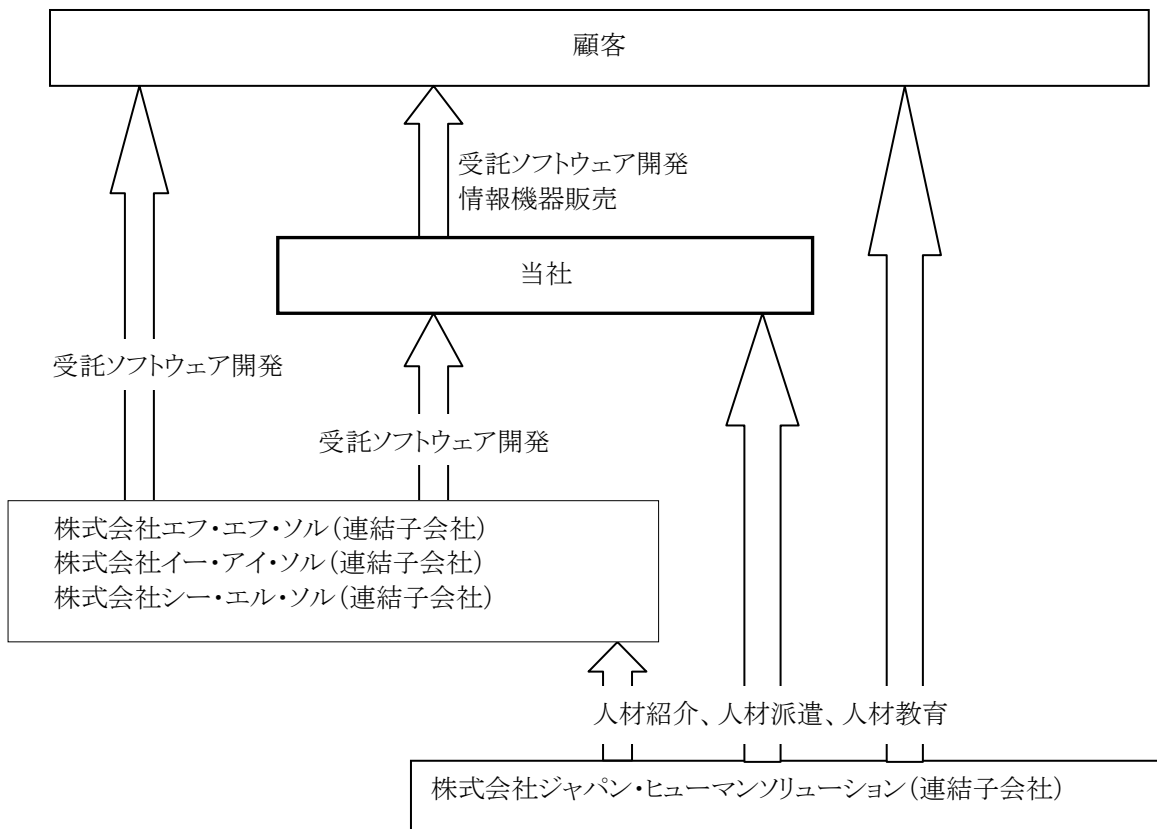 顧客
受託ソフトウェア開発
情報機器販売
当社
受託ソフトウェア開発
受託ソフトウェア開発
株式会社エフ・エフ・ソル(連結子会社)
株式会社イー・アイ・ソル(連結子会社)
株式会社シー・エル・ソル(連結子会社)
人材紹介、人材派遣、人材教育
株式会社ジャパン・ヒューマンソリューション(連結子会社)